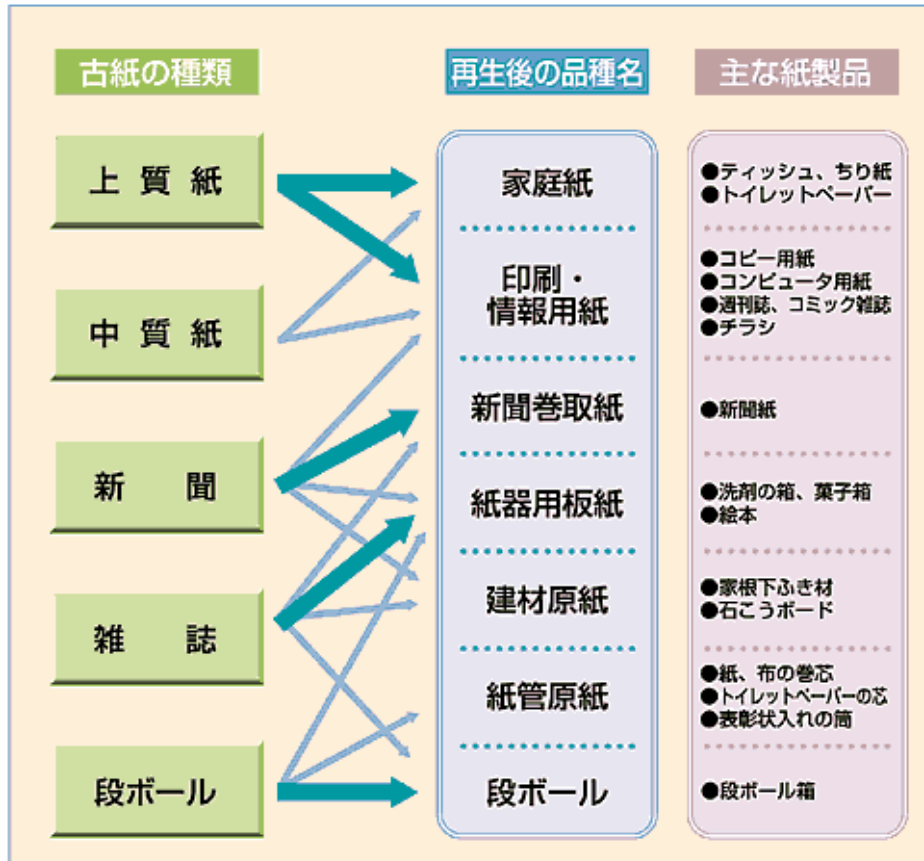 古紙の種類
再生後の品種名
主な紙製品
上質紙
中質紙
新聞
雑誌
段ボール
家庭紙
印刷・
情報用紙
新聞巻取紙
紙器用板紙
建材原紙
紙管原紙
段ボール
●ティッシュ、ちり紙
●トイレットペーパー
●コピー用紙
●コンピュータ用紙
●週刊誌、コミック雑誌
●チラシ
●新聞紙
●洗剤の箱、菓子箱
●絵本
●家根下ふき材
●石こうボード
●紙、布の巻芯
●トイレットペーパーの芯
●表彰状入れの筒
●段ボール箱